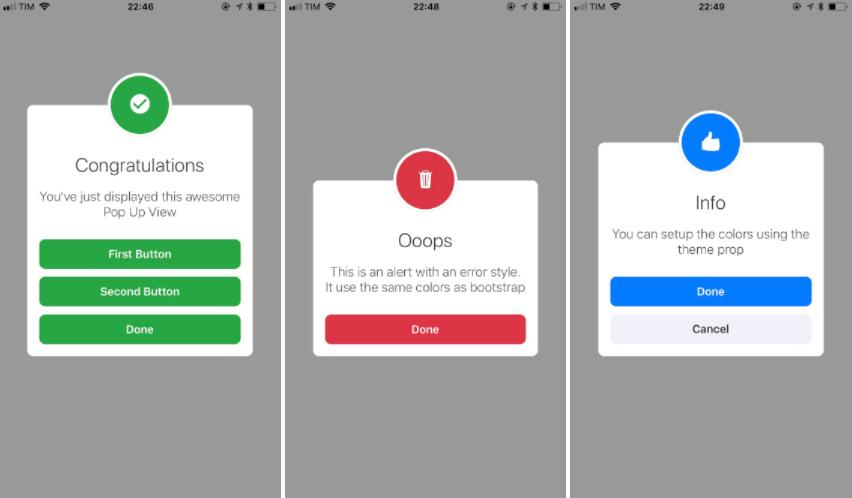 TIM
22:46
Congratulations
You've just displayed this awesome
Pop Up View
First Button
Second Button
Done
TIM
22:48
Ooops
This is an alert with an error style.
It use the same colors as bootstrap
Done
TIM
22:49
Info
You can setup the colors using the
theme prop
Done
Cancel